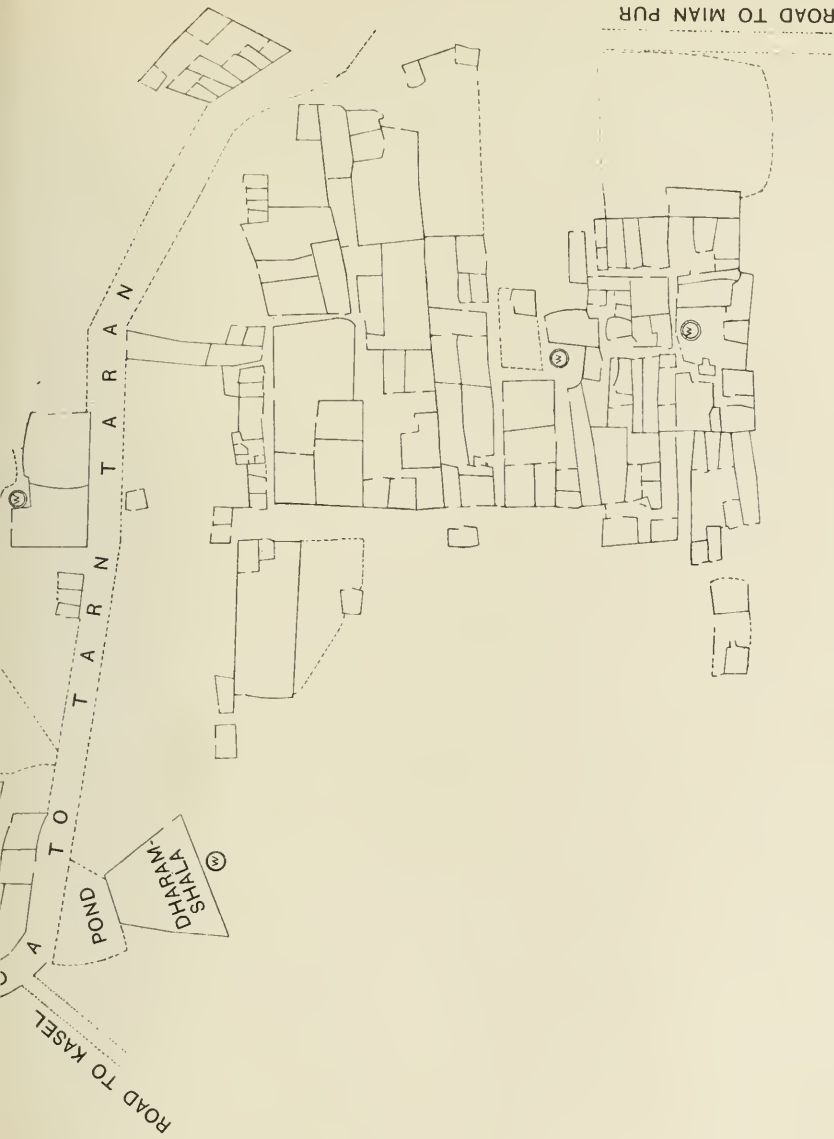 ROAD TO MIAN PUR
TO TARN TARAN
W
W
W
POND
DHARAM-
SHALA
W
ROAD TO KASEL